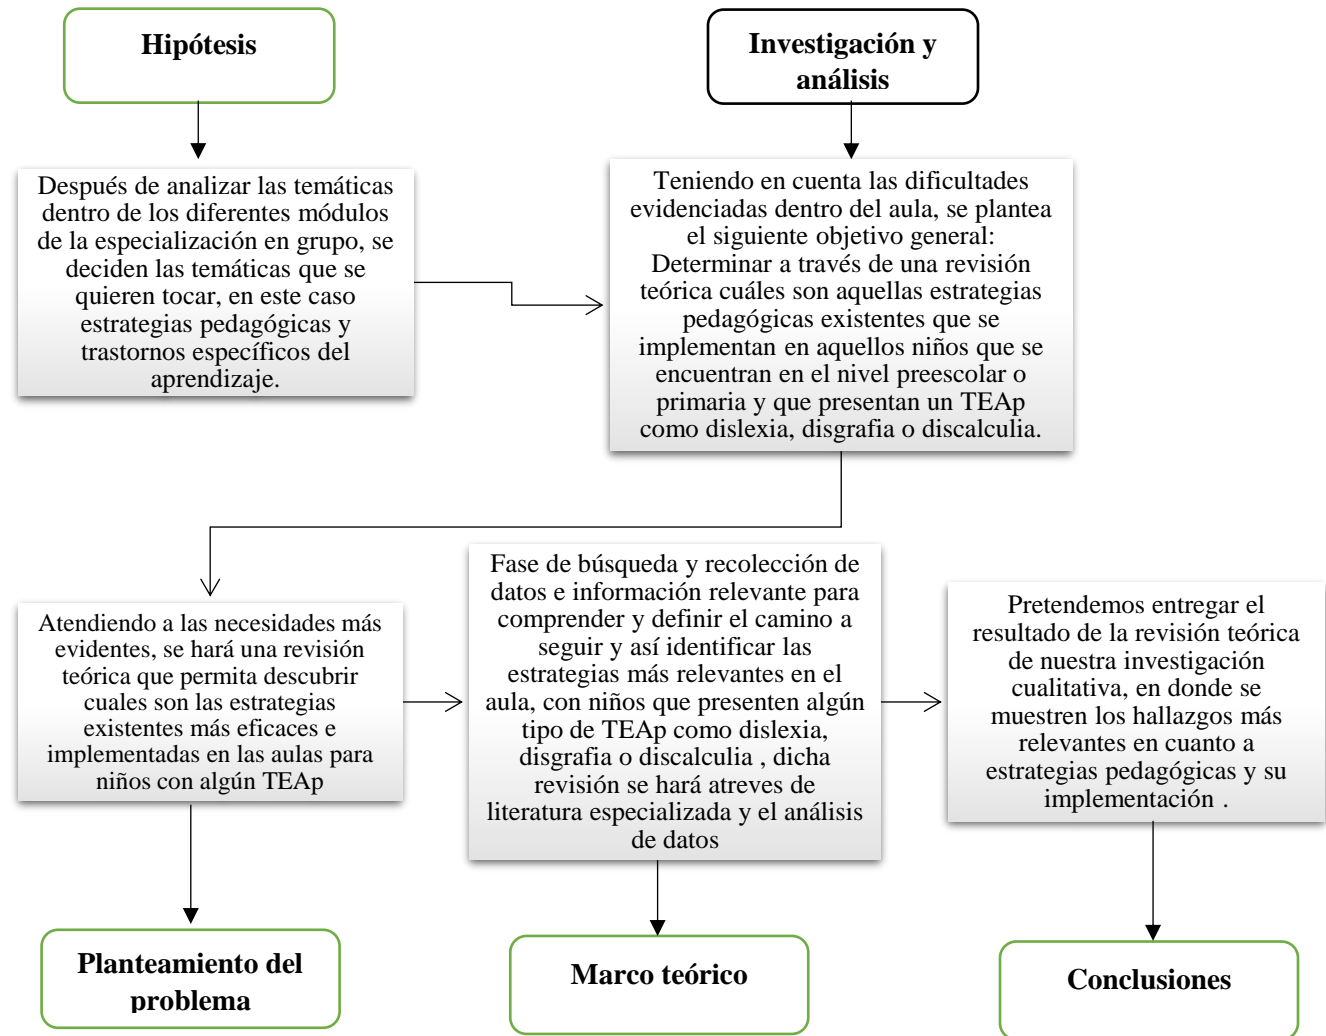 Hipótesis
Investigación y
análisis
Después de analizar las temáticas
dentro de los diferentes módulos
de la especialización en grupo, se
deciden las temáticas que se
quieren tocar, en este caso
estrategias pedagógicas y
trastornos específicos del
aprendizaje.
Teniendo en cuenta las dificultades
evidenciadas dentro del aula, se plantea
el siguiente objetivo general:
Determinar a través de una revisión
teórica cuáles son aquellas estrategias
pedagógicas existentes que se
implementan en aquellos niños que se
encuentran en el nivel preescolar o
primaria y que presentan un TEAp
como dislexia, disgrafia o discalculia.
Atendiendo a las necesidades más
evidentes, se hará una revisión
teórica que permita descubrir
cuales son las estrategias
existentes más eficaces e
implementadas en las aulas para
niños con algún TEAp
Fase de búsqueda y recolección de
datos e información relevante para
comprender y definir el camino a
seguir y así identificar las
estrategias más relevantes en el
aula, con niños que presenten algún
tipo de TEAp como dislexia,
disgrafia o discalculia , dicha
revisión se hará atreves de
literatura especializada y el análisis
de datos
Pretendemos entregar el
resultado de la revisión teórica
de nuestra investigación
cualitativa, en donde se
muestren los hallazgos más
relevantes en cuanto a
estrategias pedagógicas y su
implementación .
Planteamiento del
problema
Marco teórico
Conclusiones